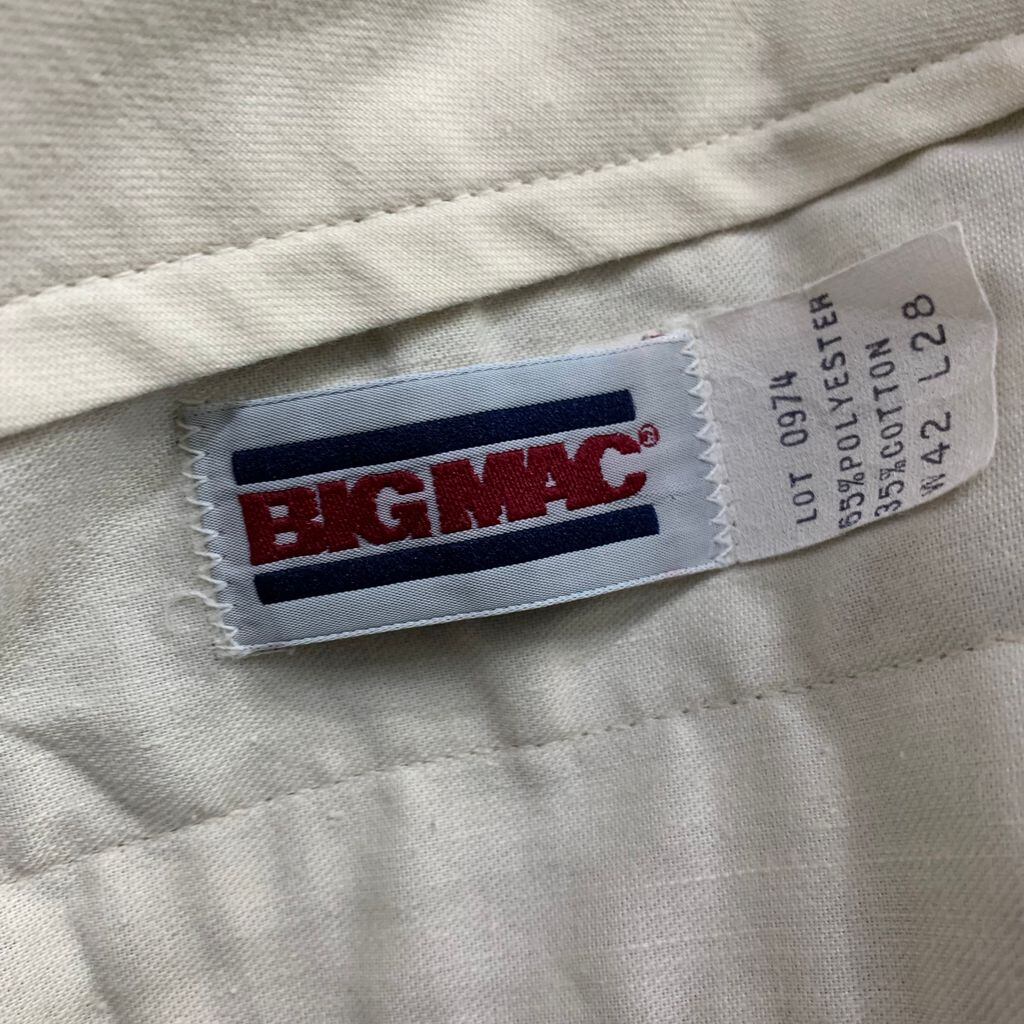 BIG MAC®
LOT 0974
65%POLYESTER
35%COTTON
W42 L28